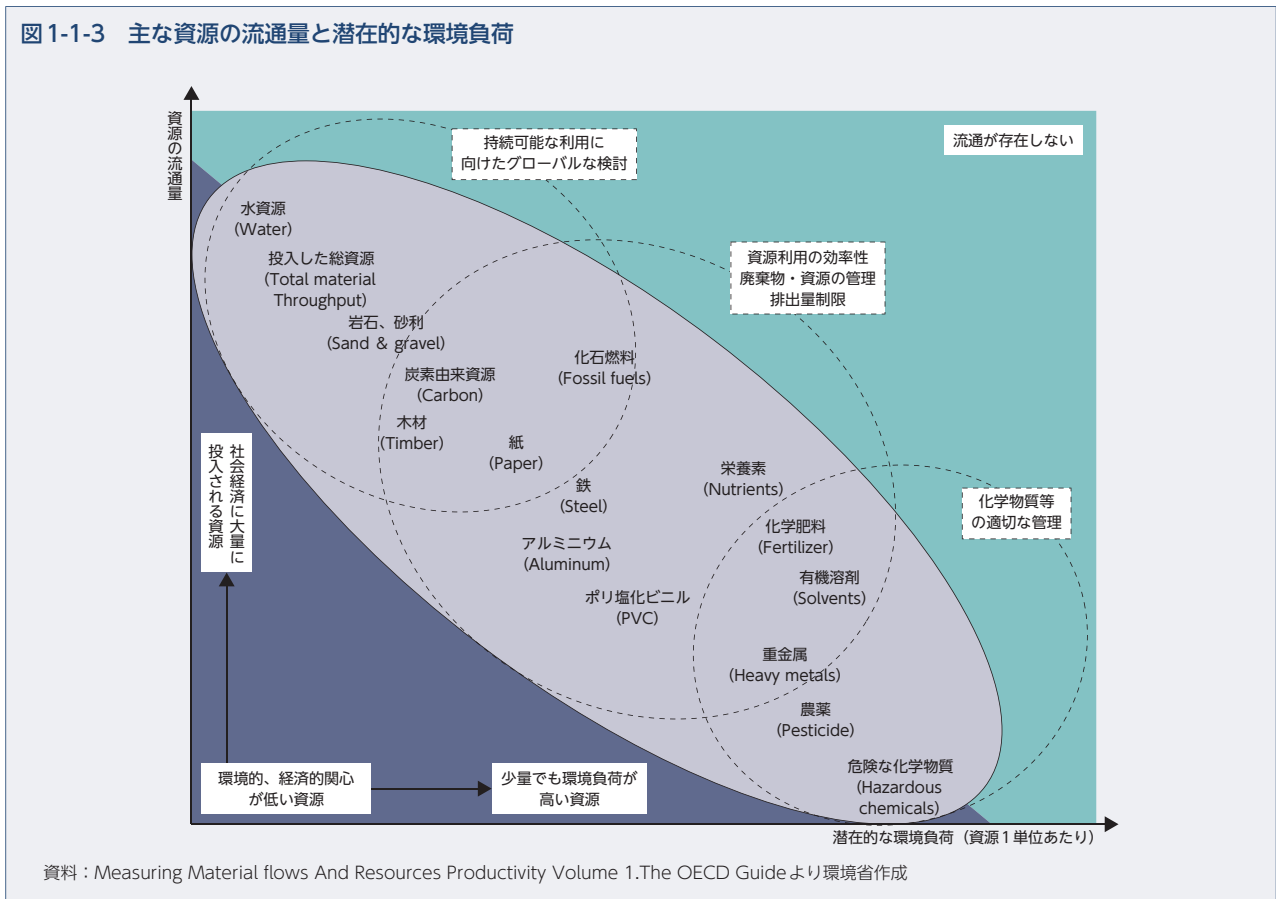 図1-1-3 主な資源の流通量と潜在的な環境負荷
資源の流通量
持続可能な利用に
向けたグローバルな検討
流通が存在しない
水資源
(Water)
投入した総資源
(Total material
Throughput)
岩石、砂利
(Sand & gravel)
炭素由来資源
(Carbon)
木材
(Timber)
化石燃料
(Fossil fuels)
紙
(Paper)
鉄
(Steel)
アルミニウム
(Aluminum)
ポリ塩化ビニル
(PVC)
資源利用の効率性
廃棄物・資源の管理
排出量制限
栄養素
(Nutrients)
化学肥料
(Fertilizer)
有機溶剤
(Solvents)
重金属
(Heavy metals)
農薬
(Pesticide)
危険な化学物質
(Hazardous
chemicals)
化学物質等
の適切な管理
社会経済に大量に
投入される資源
環境的、経済的関心
が低い資源
少量でも環境負荷が
高い資源
潜在的な環境負荷（資源1単位あたり）
資料：Measuring Material flows And Resources Productivity Volume 1.The OECD Guideより環境省作成